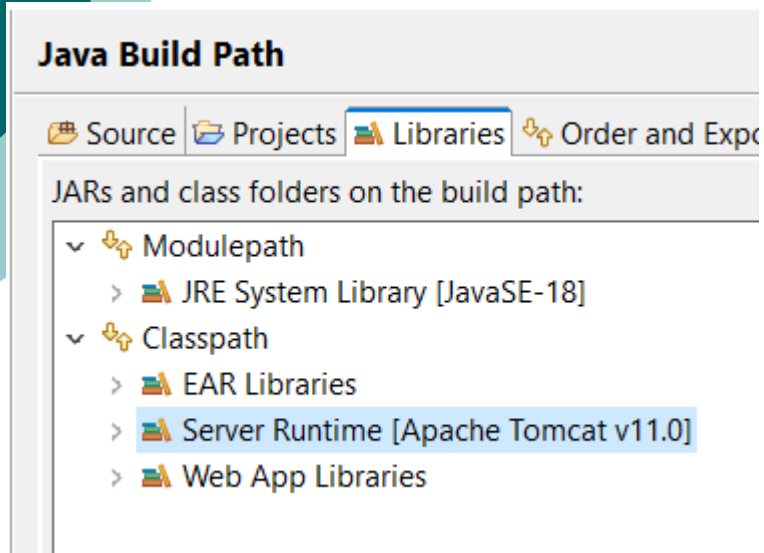 Java Build Path
Source Projects Libraries Order and Expo
JARs and class folders on the build path:
Modulepath
JRE System Library [JavaSE-18]
Classpath
EAR Libraries
Server Runtime [Apache Tomcat v11.0]
Web App Libraries